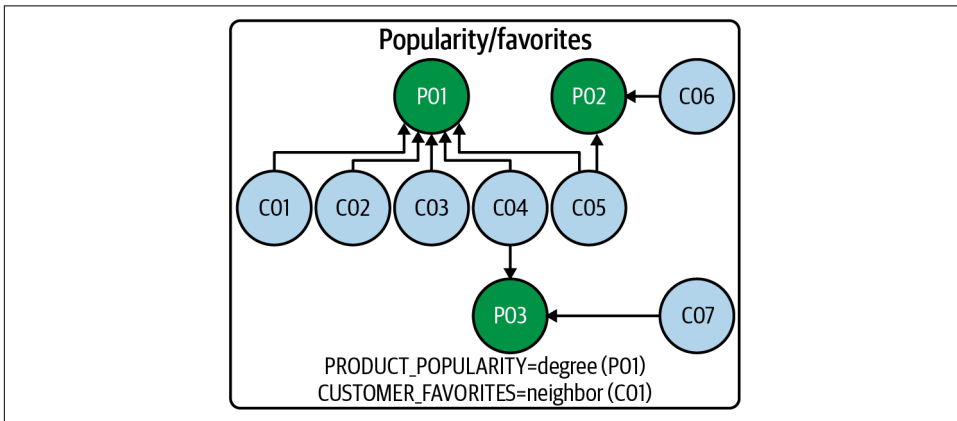 Popularity/favorites
P01 P02 C06
C01 C02 C03 C04 C05
P03 C07
PRODUCT_POPULARITY=degree (P01)
CUSTOMER_FAVORITES=neighbor (C01)